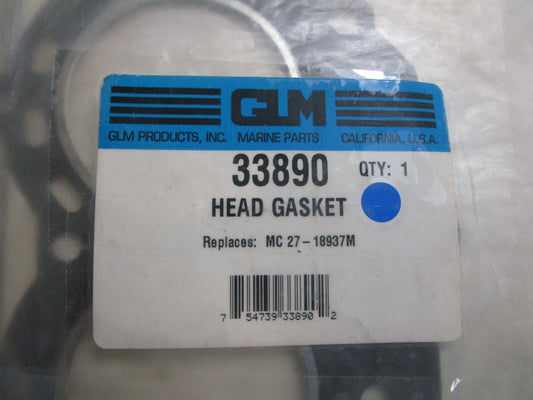 GLM
GLM PRODUCTS, INC. MARINE PARTS CALIFORNIA, U.S.A.
33890 QTY: 1
HEAD GASKET
Replaces: MC 27-18937M
7 54739 33890 2